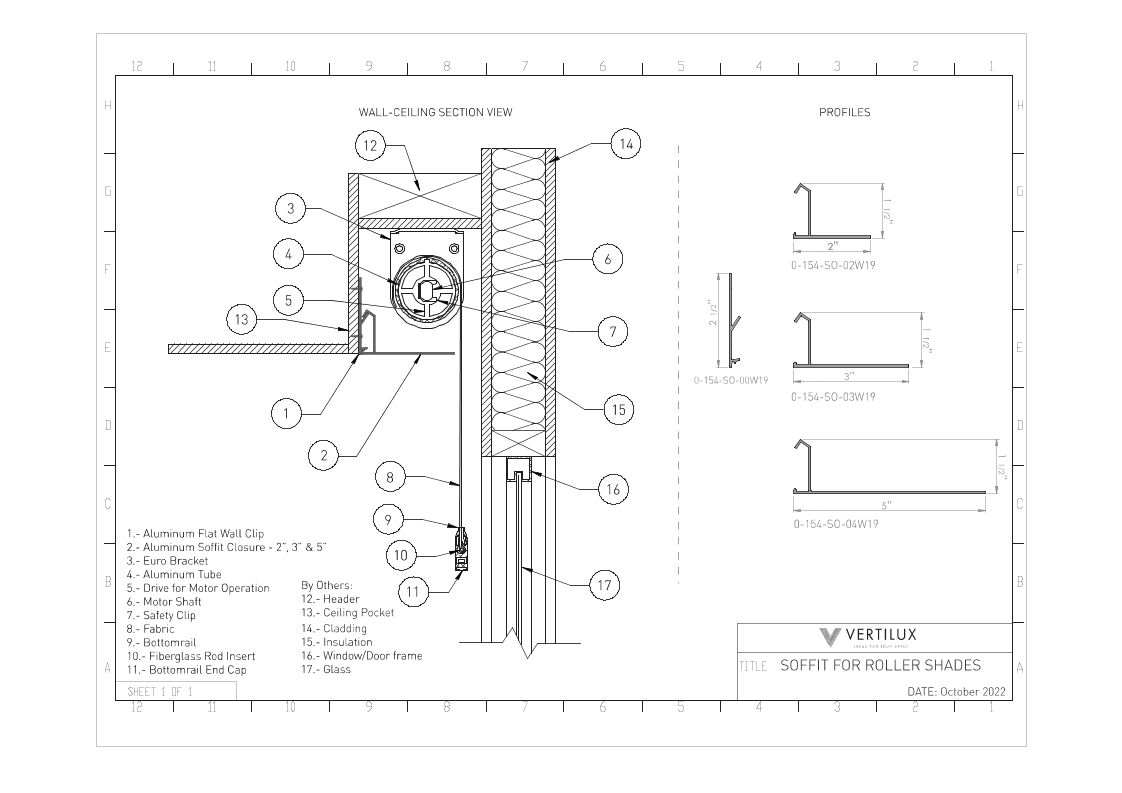 12 11 10 9 8 7 6 5 4 3 2 1
H
H
WALL-CEILING SECTION VIEW
PROFILES
12
14
G
G
3
1 1/2"
2"
4
6
0-154-SO-02W19
F
F
5
13
7
2 1/2"
1 1/2"
E
E
3"
0-154-SO-00W19
0-154-SO-03W19
1
15
D
D
2
8
16
1 1/2"
C
C
5"
9
0-154-SO-04W19
10
11
17
B
B
1.- Aluminum Flat Wall Clip
2.- Aluminum Soffit Closure - 2", 3" & 5"
3.- Euro Bracket
4.- Aluminum Tube
5.- Drive for Motor Operation
6.- Motor Shaft
7.- Safety Clip
8.- Fabric
9.- Bottomrail
10.- Fiberglass Rod Insert
11.- Bottomrail End Cap
By Others:
12.- Header
13.- Ceiling Pocket
14.- Cladding
15.- Insulation
16.- Window/Door frame
17.- Glass
VERTILUX
IDEAS FOR YOUR SPACE
A
TITLE SOFFIT FOR ROLLER SHADES
A
SHEET 1 OF 1
DATE: October 2022
12 11 10 9 8 7 6 5 4 3 2 1